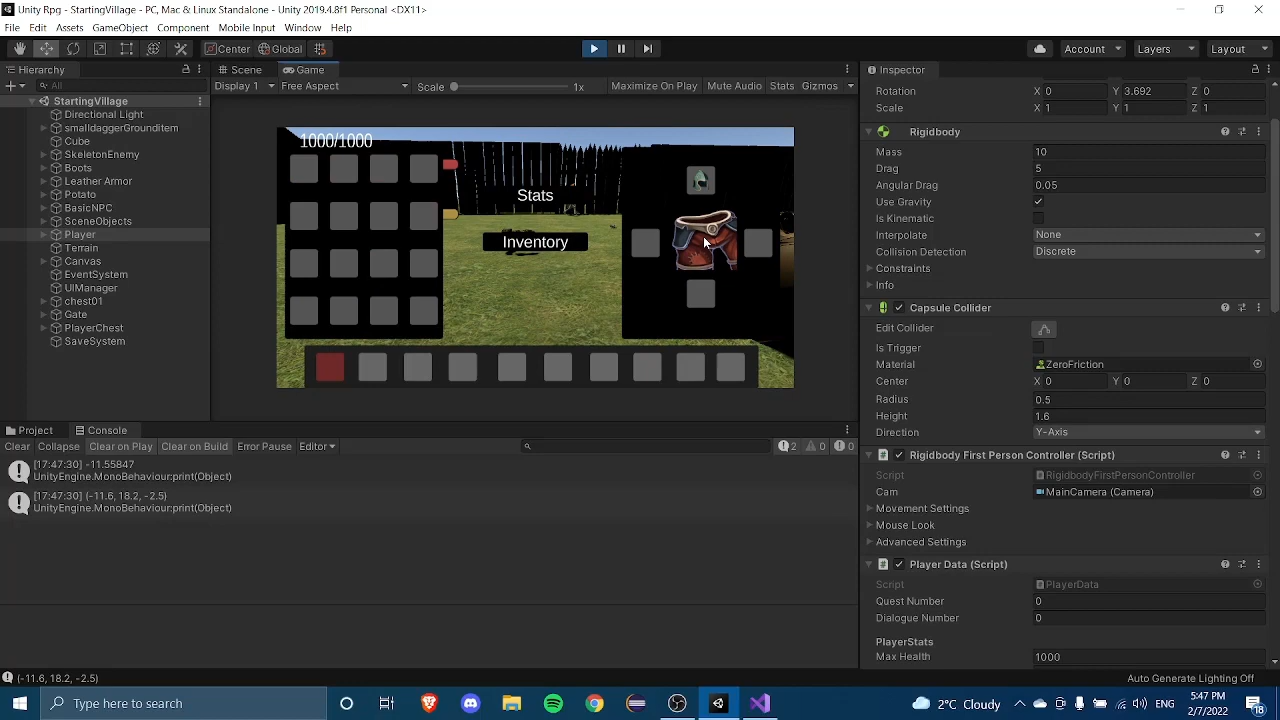 Unity Rpg - StartingVillage - PC, Mac & Linux Standalone - Unity 2019.4.8f1 Personal <DX11>
File Edit Assets GameObject Component Mobile Input Window Help
Center Global Account Layers Layout
Hierarchy
All
StartingVillage
Directional Light
smalldaggerGrounditem
Cube
SkeletonEnemy
Boots
Leather Armor
Potato
BasicNPC
SceneObjects
Player
Terrain
Canvas
EventSystem
UIManager
chest01
Gate
PlayerChest
SaveSystem
Scene Game
Display 1 Free Aspect Scale 1x Maximize On Play Mute Audio Stats Gizmos
1000/1000
Stats
Inventory
Project Console
Clear Collapse Clear on Play Clear on Build Error Pause Editor 2 0 0
[17:47:30] -11.55847
UnityEngine.MonoBehaviour:print(Object)
[17:47:30] (-11.6, 18.2, -2.5)
UnityEngine.MonoBehaviour:print(Object)
Inspector
Rotation X 0 Y 3.692 Z 0
Scale X 1 Y 1 Z 1
Rigidbody
Mass 10
Drag 5
Angular Drag 0.05
Use Gravity
Is Kinematic
Interpolate None
Collision Detection Discrete
Constraints
Info
Capsule Collider
Edit Collider
Is Trigger
Material ZeroFriction
Center X 0 Y 0 Z 0
Radius 0.5
Height 1.6
Direction Y-Axis
Rigidbody First Person Controller (Script)
Script RigidbodyFirstPersonController
Cam MainCamera (Camera)
Movement Settings
Mouse Look
Advanced Settings
Player Data (Script)
Script PlayerData
Quest Number 0
Dialogue Number 0
PlayerStats
Max Health 1000
(-11.6, 18.2, -2.5)
Auto Generate Lighting Off
Type here to search
2°C Cloudy ENG 5:47 PM
2/7/2022
18